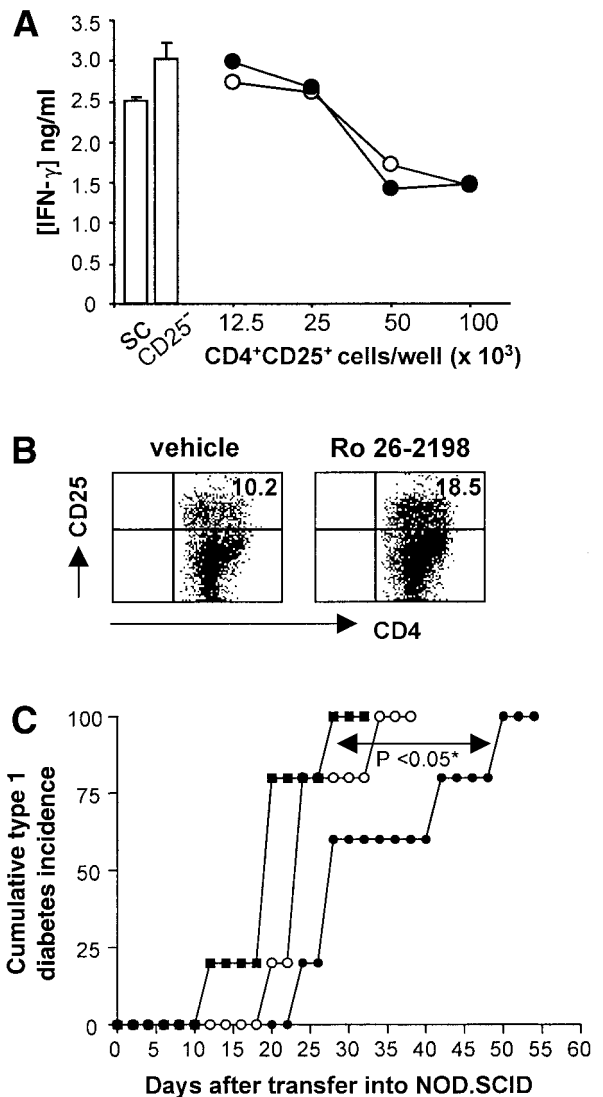 A
[IFN-γ] ng/ml
3.5
3.0
2.5
2.0
1.5
1.0
0.5
0
SC
CD25⁻
12.5 25 50 100
CD4⁺CD25⁺ cells/well (x 10³)
B
vehicle
Ro 26-2198
CD25
10.2
18.5
CD4
C
Cumulative type 1
diabetes incidence
100
75
50
25
0
P <0.05*
0 5 10 15 20 25 30 35 40 45 50 55 60
Days after transfer into NOD.SCID